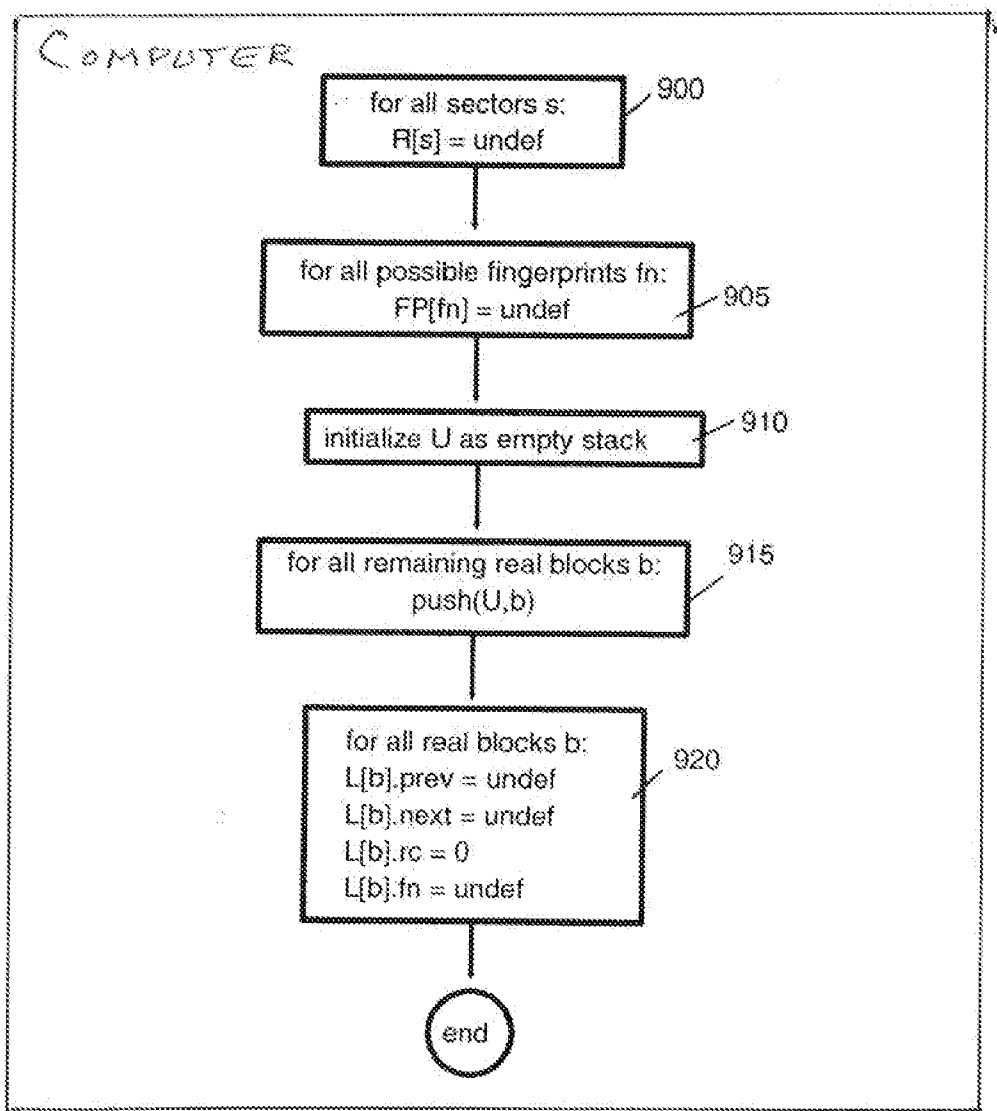 COMPUTER
for all sectors s:
R[s] = undef
900
for all possible fingerprints fn:
FP[fn] = undef
905
initialize U as empty stack
910
for all remaining real blocks b:
push(U,b)
915
for all real blocks b:
L[b].prev = undef
L[b].next = undef
L[b].rc = 0
L[b].fn = undef
920
end